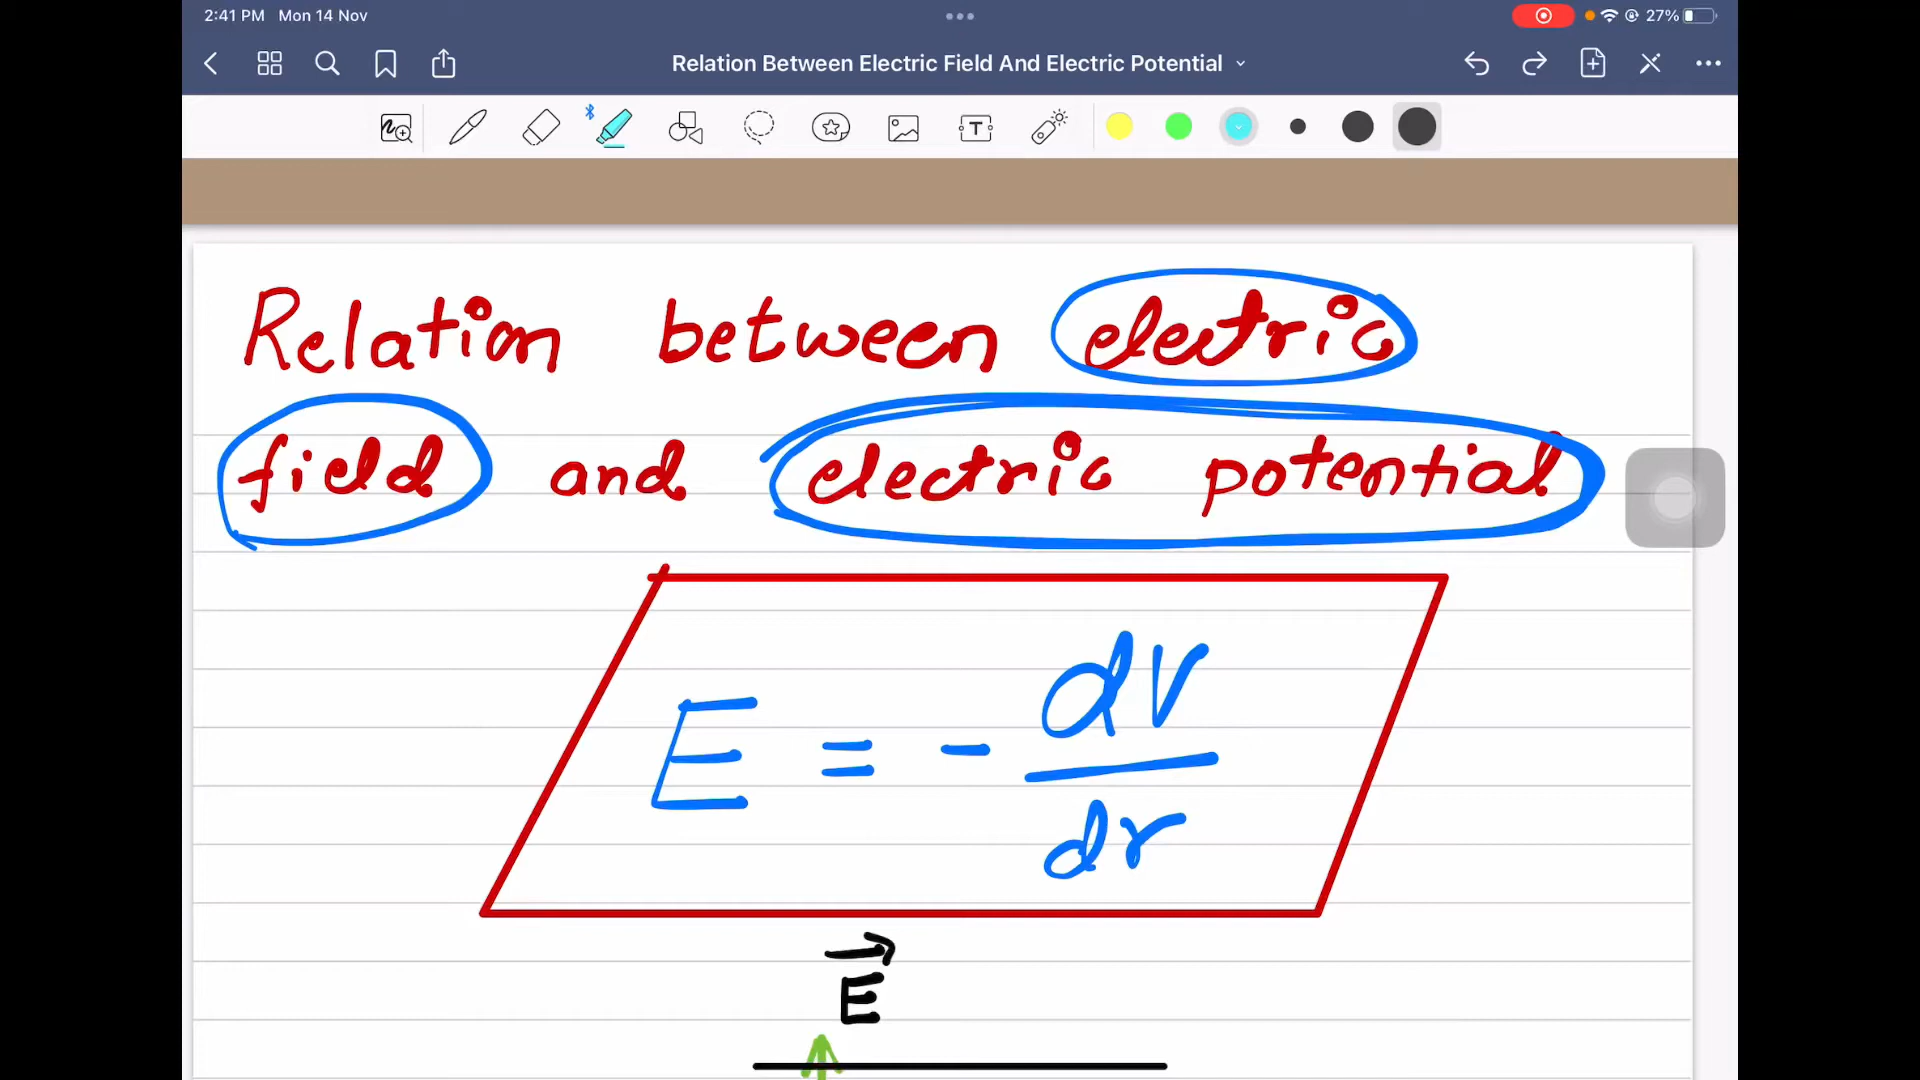 2:41 PM Mon 14 Nov
27%
Relation Between Electric Field And Electric Potential
T
Relation between electric
field and electric potential
E = - dV
dr
E